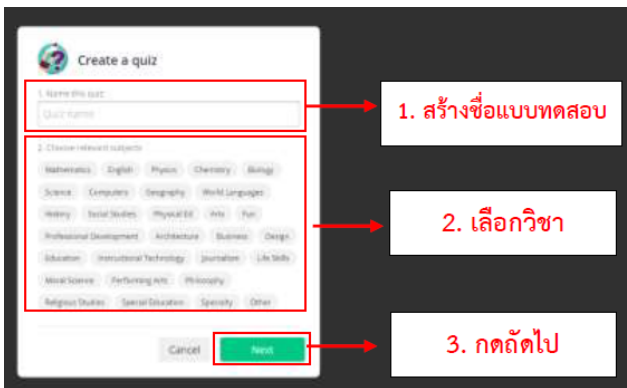 Create a quiz
1. Name this quiz
Quiz name
1. สร้างชื่อแบบทดสอบ
2. Choose relevant subjects
Mathematics English Physics Chemistry Biology
Science Computers Geography World Languages
History Social Studies Physical Ed Arts Fun
Professional Development Architecture Business Design
Education Instructional Technology Journalism Life Skills
Moral Science Performing Arts Philosophy
Religious Studies Special Education Specialty Other
2. เลือกวิชา
Cancel Next
3. กดถัดไป